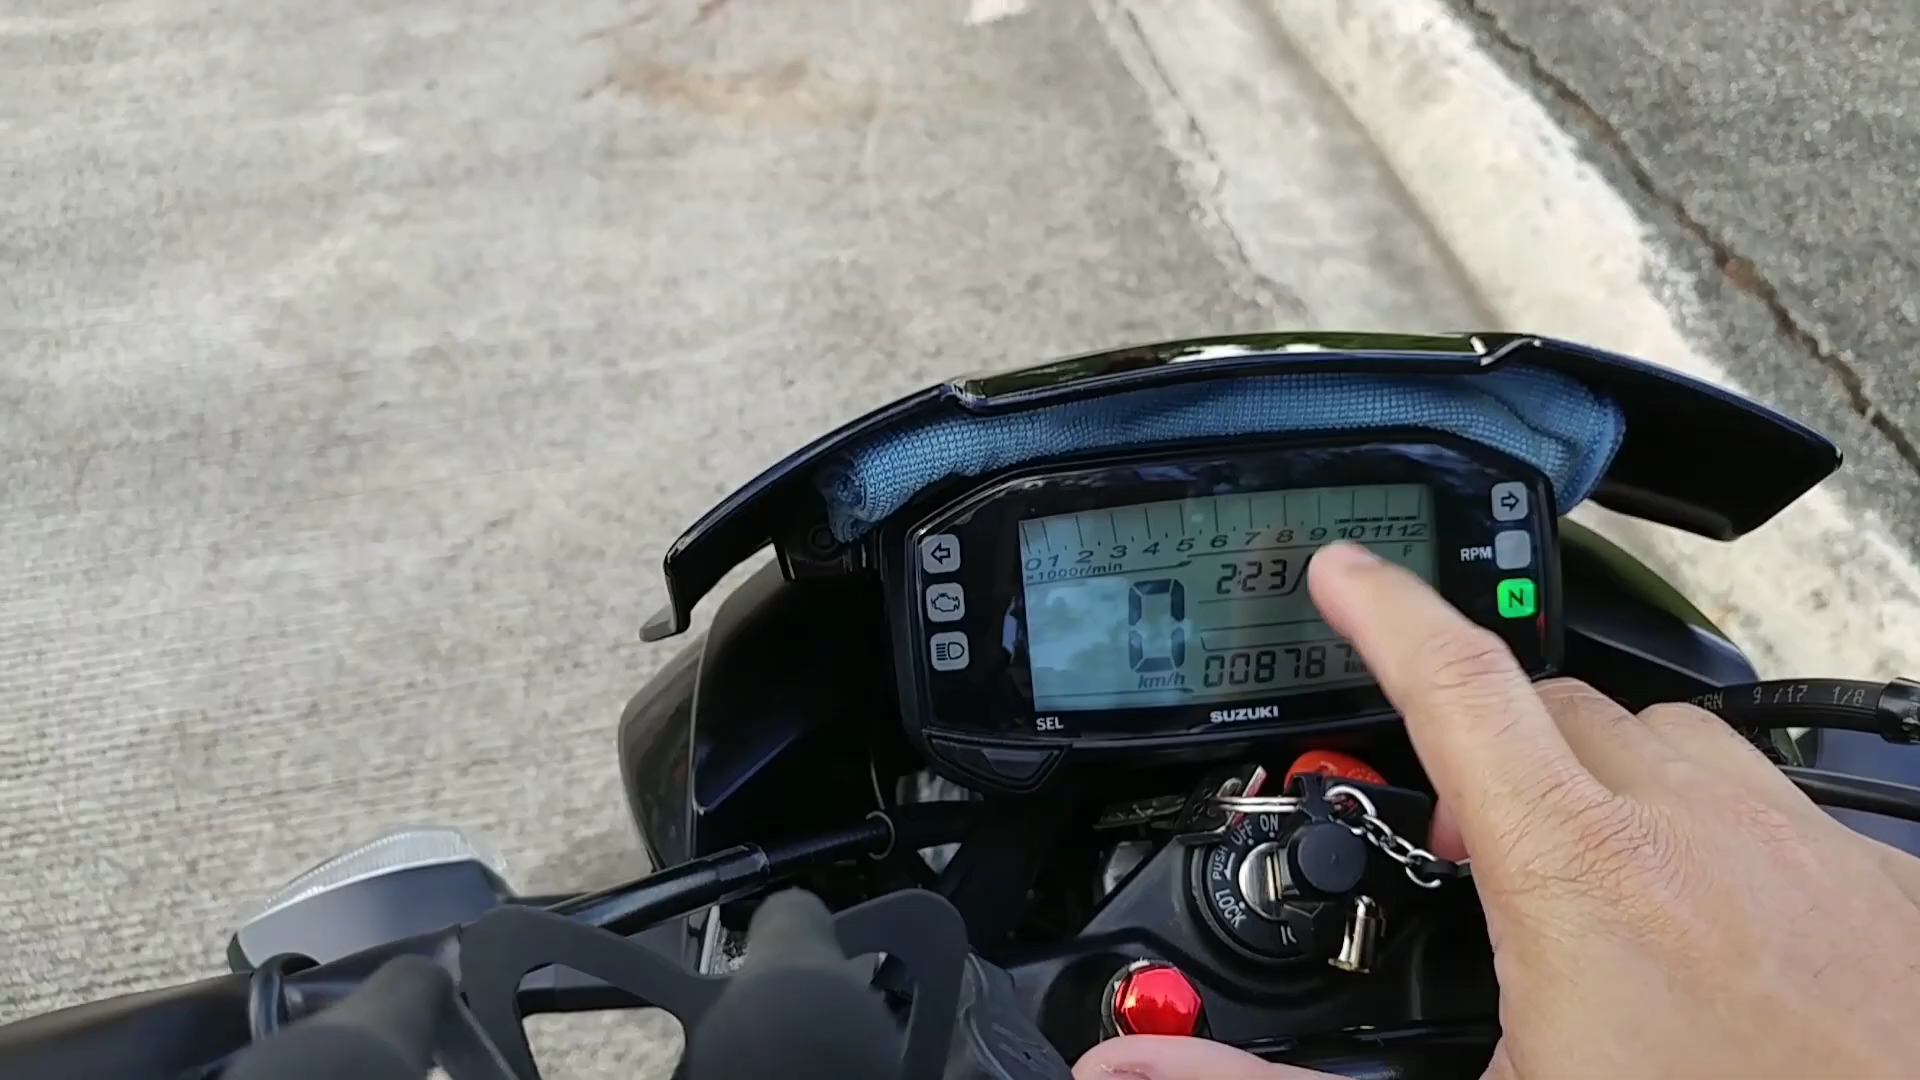 0 1 2 3 4 5 6 7 8 9 10 11 12
×1000r/min
F
RPM
2:23
N
0
km/h
00878
SEL
SUZUKI
9/17 1/8
ON
OFF
PUSH
LOCK